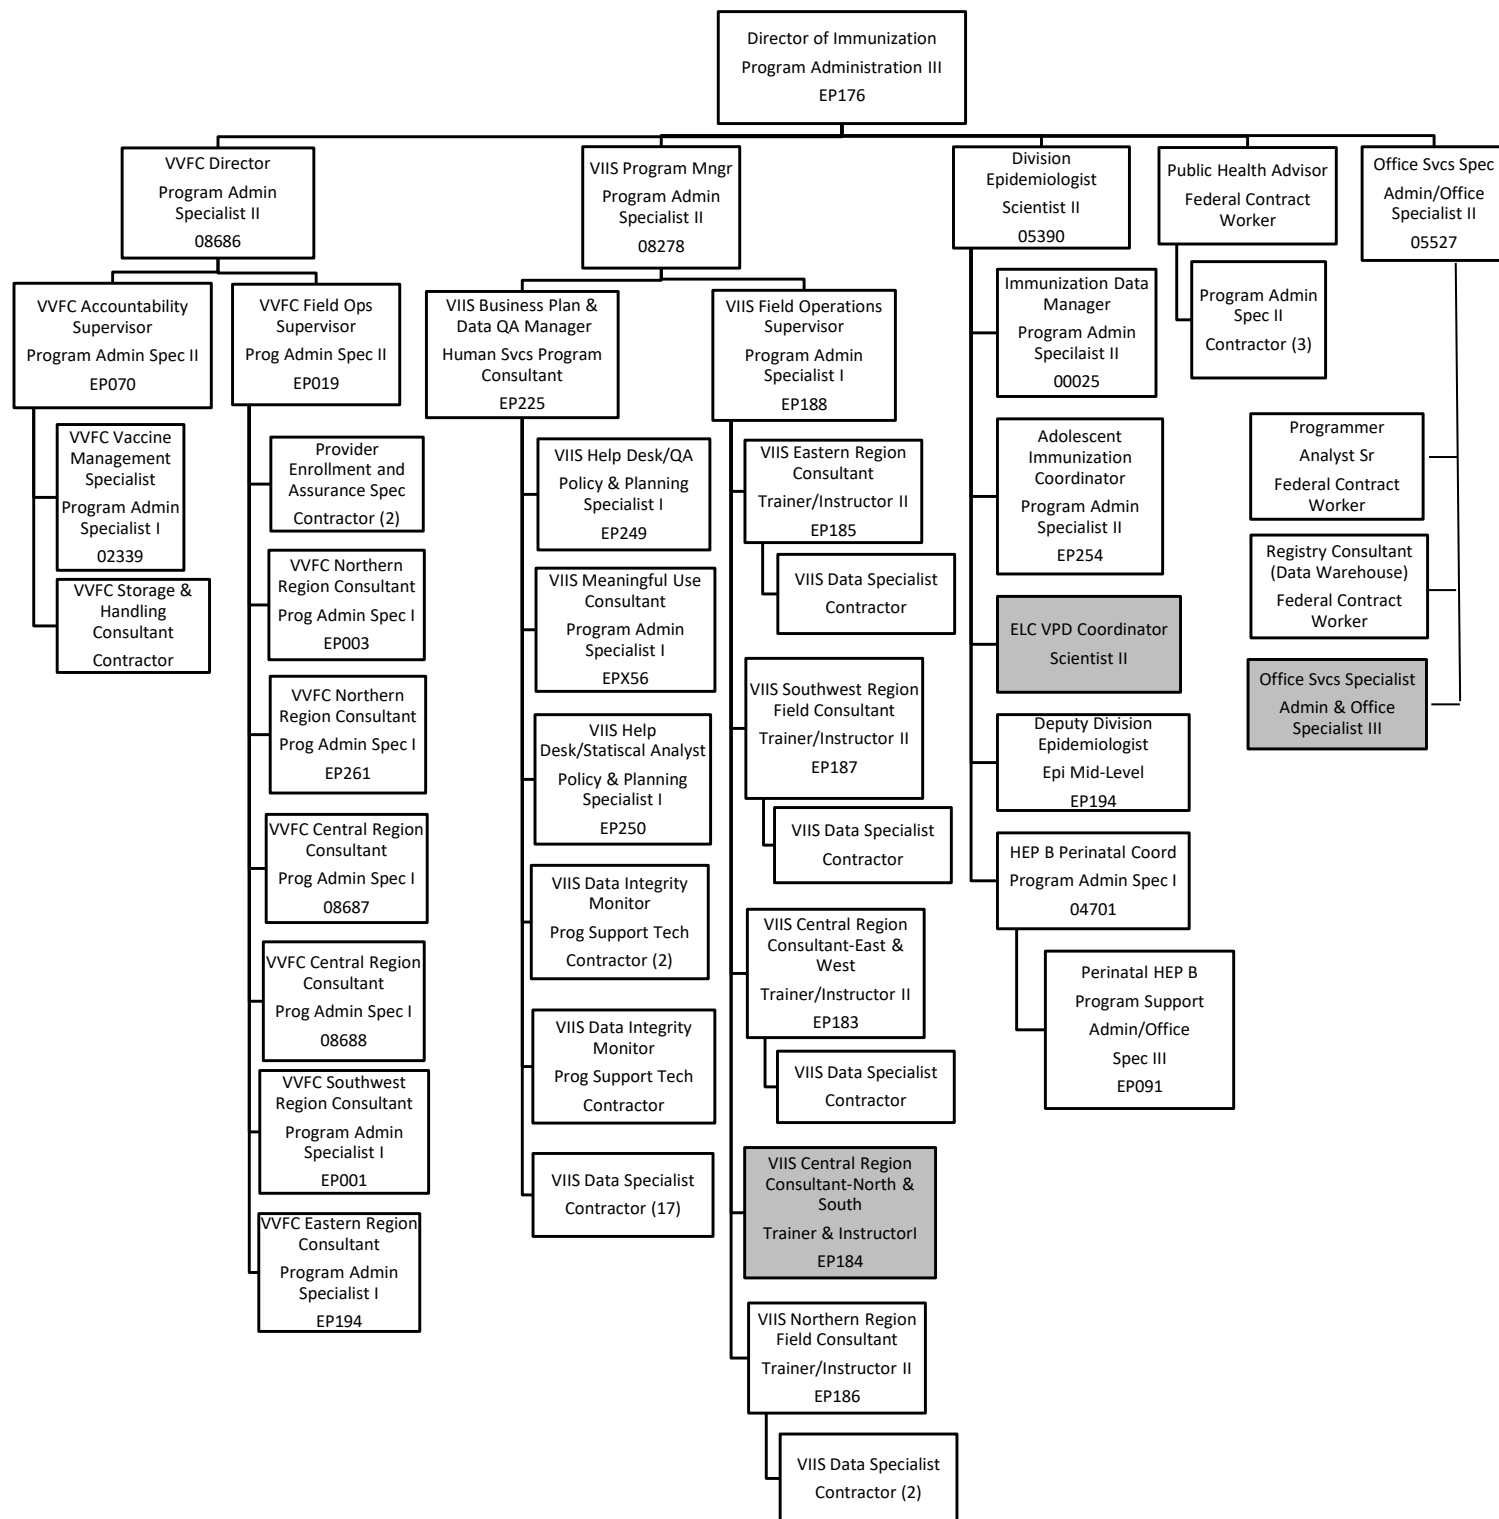 Director of Immunization
Program Administration III
EP176
VVFC Director
Program Admin
Specialist II
08686
VIIS Program Mngr
Program Admin
Specialist II
08278
Division
Epidemiologist
Scientist II
05390
Public Health Advisor
Federal Contract
Worker
Office Svcs Spec
Admin/Office
Specialist II
05527
VVFC Accountability
Supervisor
Program Admin Spec II
EP070
VVFC Field Ops
Supervisor
Prog Admin Spec II
EP019
VIIS Business Plan &
Data QA Manager
Human Svcs Program
Consultant
EP225
VIIS Field Operations
Supervisor
Program Admin
Specialist I
EP188
Immunization Data
Manager
Program Admin
Specilaist II
00025
Program Admin
Spec II
Contractor (3)
VVFC Vaccine
Management
Specialist
Program Admin
Specialist I
02339
VVFC Storage &
Handling
Consultant
Contractor
Provider
Enrollment and
Assurance Spec
Contractor (2)
VVFC Northern
Region Consultant
Prog Admin Spec I
EP003
VVFC Northern
Region Consultant
Prog Admin Spec I
EP261
VVFC Central Region
Consultant
Prog Admin Spec I
08687
VVFC Central Region
Consultant
Prog Admin Spec I
08688
VVFC Southwest
Region Consultant
Program Admin
Specialist I
EP001
VVFC Eastern Region
Consultant
Program Admin
Specialist I
EP194
VIIS Help Desk/QA
Policy & Planning
Specialist I
EP249
VIIS Meaningful Use
Consultant
Program Admin
Specialist I
EPX56
VIIS Help
Desk/Statiscal Analyst
Policy & Planning
Specialist I
EP250
VIIS Data Integrity
Monitor
Prog Support Tech
Contractor (2)
VIIS Data Integrity
Monitor
Prog Support Tech
Contractor
VIIS Data Specialist
Contractor (17)
VIIS Eastern Region
Consultant
Trainer/Instructor II
EP185
VIIS Data Specialist
Contractor
VIIS Southwest Region
Field Consultant
Trainer/Instructor II
EP187
VIIS Data Specialist
Contractor
VIIS Central Region
Consultant-East &
West
Trainer/Instructor II
EP183
VIIS Data Specialist
Contractor
VIIS Central Region
Consultant-North &
South
Trainer & InstructorI
EP184
VIIS Northern Region
Field Consultant
Trainer/Instructor II
EP186
VIIS Data Specialist
Contractor (2)
Adolescent
Immunization
Coordinator
Program Admin
Specialist II
EP254
ELC VPD Coordinator
Scientist II
Deputy Division
Epidemiologist
Epi Mid-Level
EP194
HEP B Perinatal Coord
Program Admin Spec I
04701
Perinatal HEP B
Program Support
Admin/Office
Spec III
EP091
Programmer
Analyst Sr
Federal Contract
Worker
Registry Consultant
(Data Warehouse)
Federal Contract
Worker
Office Svcs Specialist
Admin & Office
Specialist III